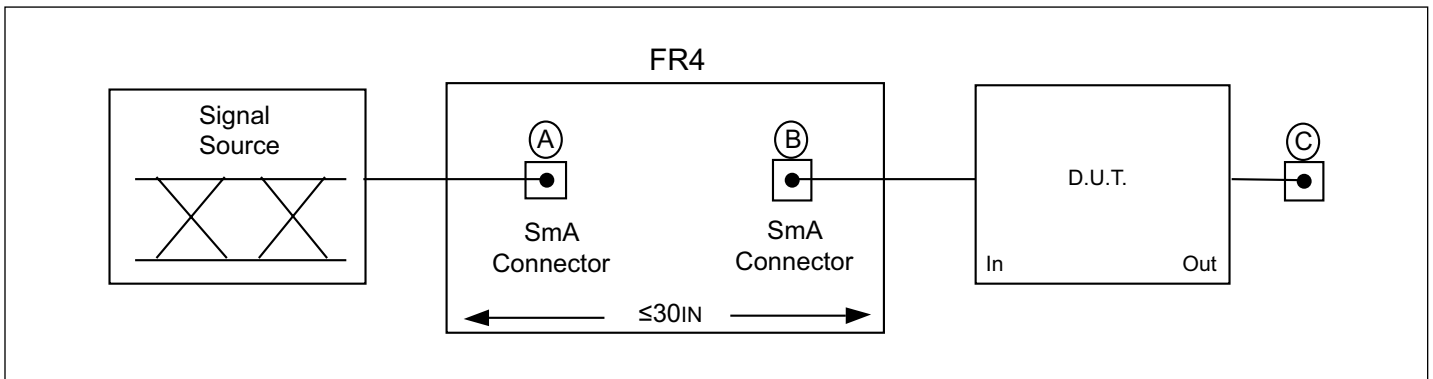 FR4
Signal
Source
A
B
C
D.U.T.
SmA
Connector
SmA
Connector
In
Out
≤30IN